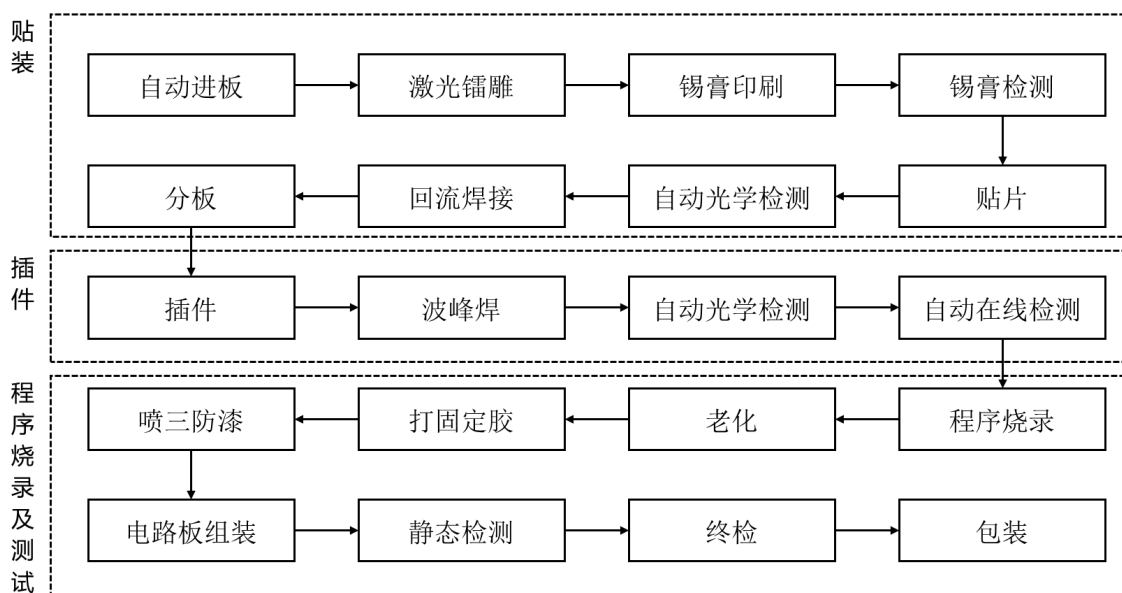 贴装
自动进板
激光镭雕
锡膏印刷
锡膏检测
分板
回流焊接
自动光学检测
贴片
插件
插件
波峰焊
自动光学检测
自动在线检测
程序烧录及测试
喷三防漆
打固定胶
老化
程序烧录
电路板组装
静态检测
终检
包装